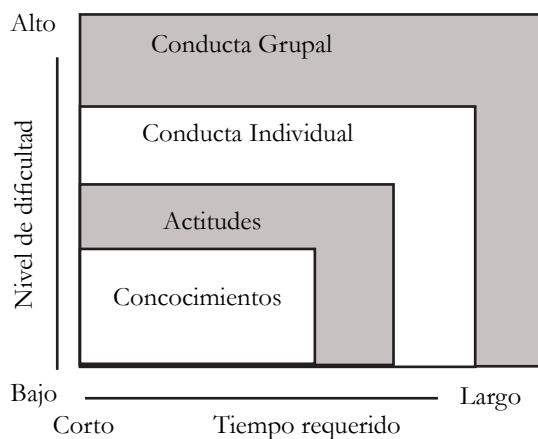 Alto
Conducta Grupal
Conducta Individual
Nivel de dificultad
Actitudes
Concocimientos
Bajo
Largo
Corto
Tiempo requerido